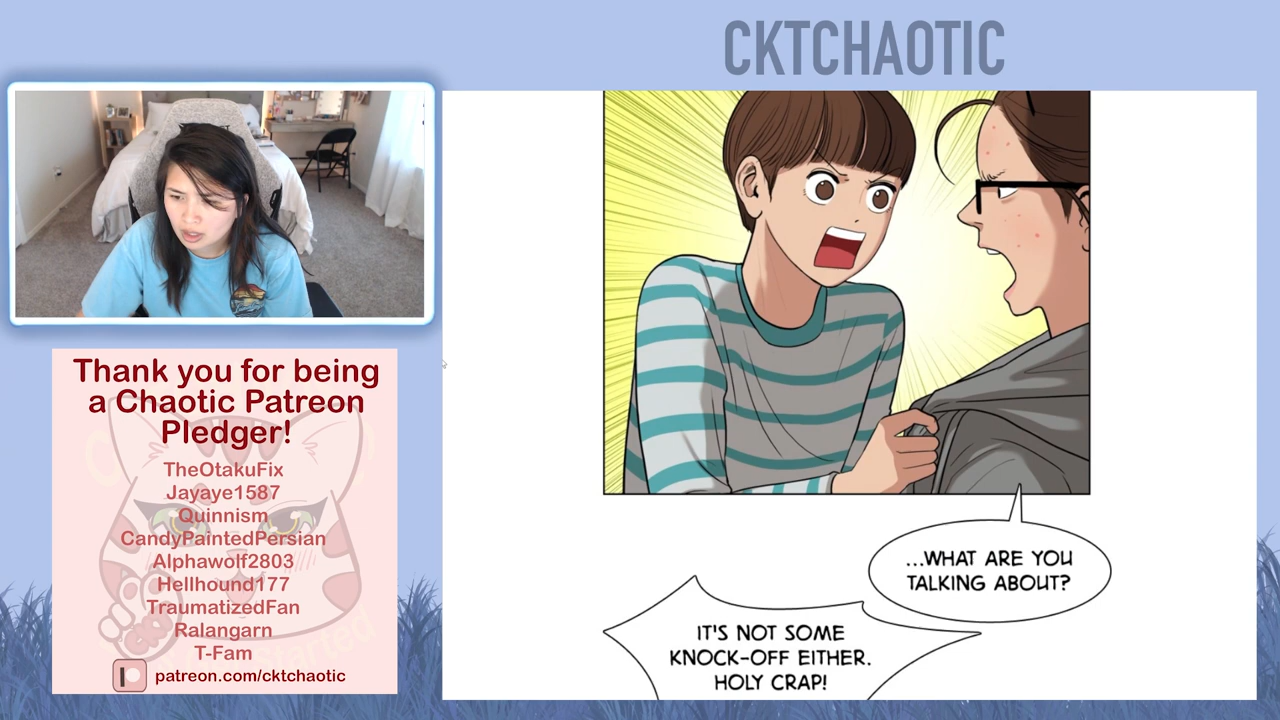 CKTCHAOTIC
Thank you for being
a Chaotic Patreon
Pledger!
TheOtakuFix
Jayaye1587
Quinnism
CandyPaintedPersian
Alphawolf2803
Hellhound177
TraumatizedFan
Ralangarn
T-Fam
patreon.com/cktchaotic
...WHAT ARE YOU
TALKING ABOUT?
IT'S NOT SOME
KNOCK-OFF EITHER.
HOLY CRAP!